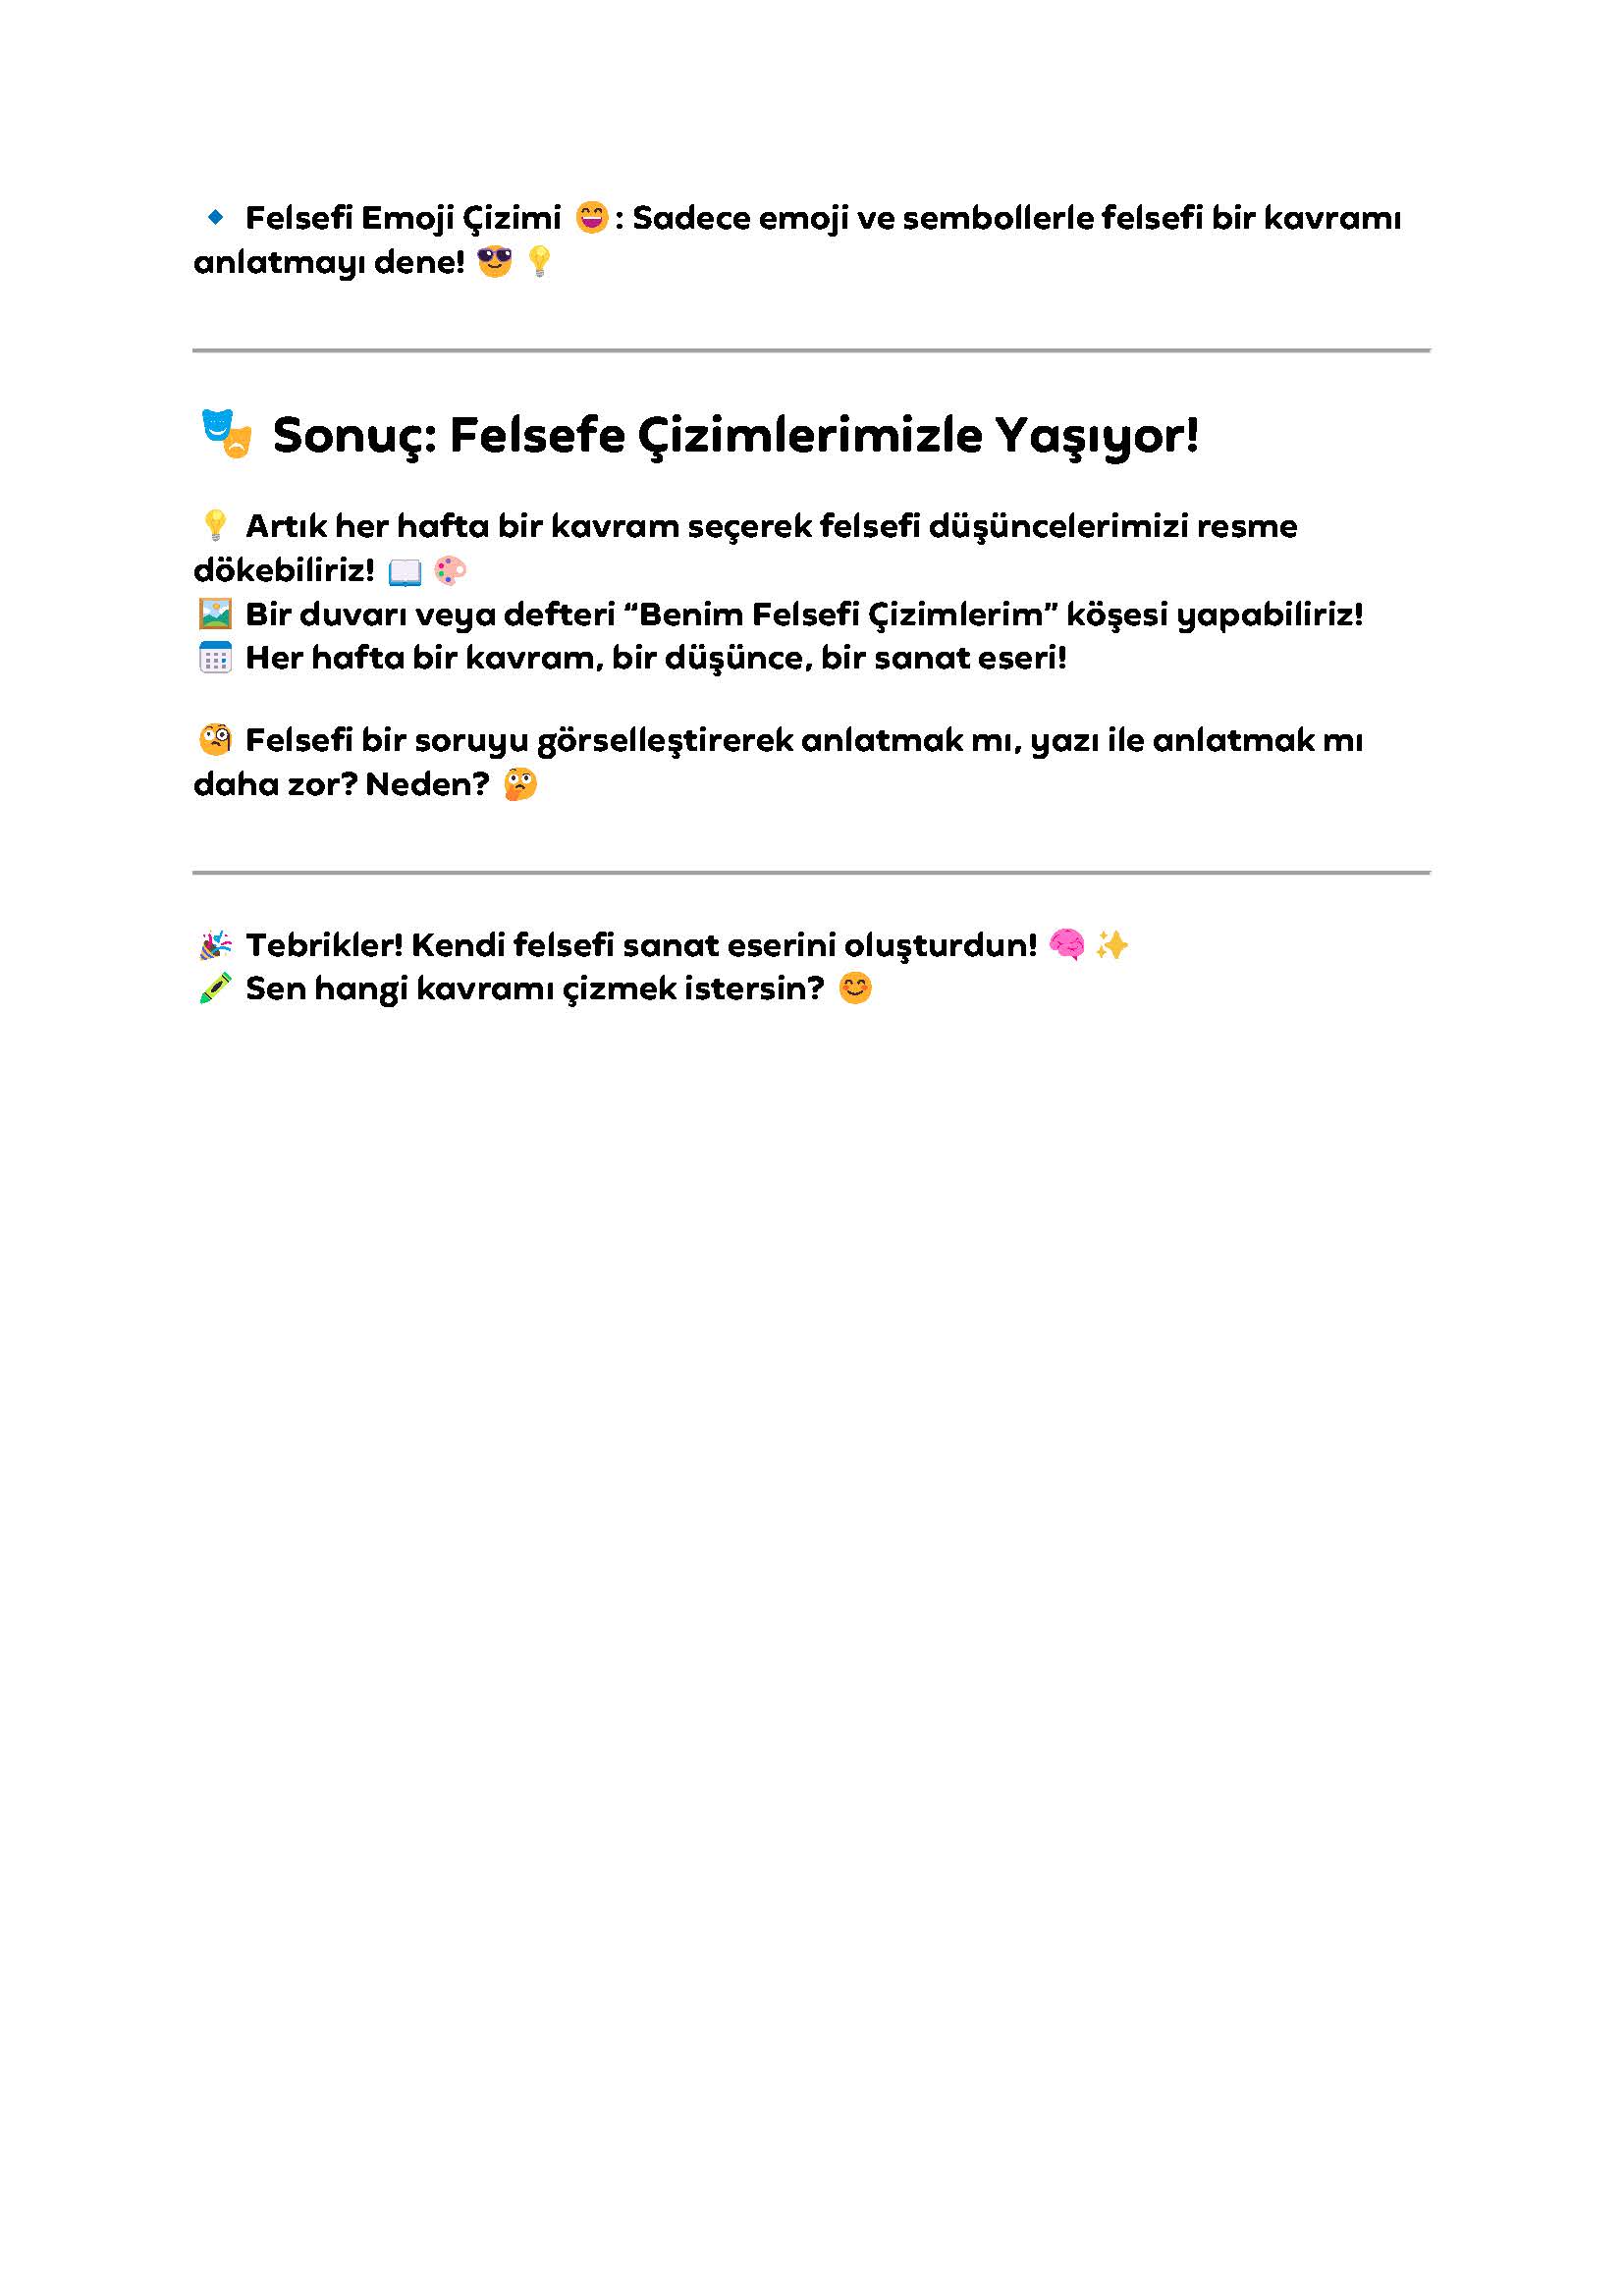 🔹 Felsefi Emoji Çizimi 😄: Sadece emoji ve sembollerle felsefi bir kavramı
anlatmayı dene! 😎💡
🎭 Sonuç: Felsefe Çizimlerimizle Yaşıyor!
💡 Artık her hafta bir kavram seçerek felsefi düşüncelerimizi resme
dökebiliriz! 📖🎨
🖼️ Bir duvarı veya defteri “Benim Felsefi Çizimlerim” köşesi yapabiliriz!
📅 Her hafta bir kavram, bir düşünce, bir sanat eseri!
🧐 Felsefi bir soruyu görselleştirerek anlatmak mı, yazı ile anlatmak mı
daha zor? Neden? 🤔
🎉 Tebrikler! Kendi felsefi sanat eserini oluşturdun! 🧠✨
🖍️ Sen hangi kavramı çizmek istersin? 😊